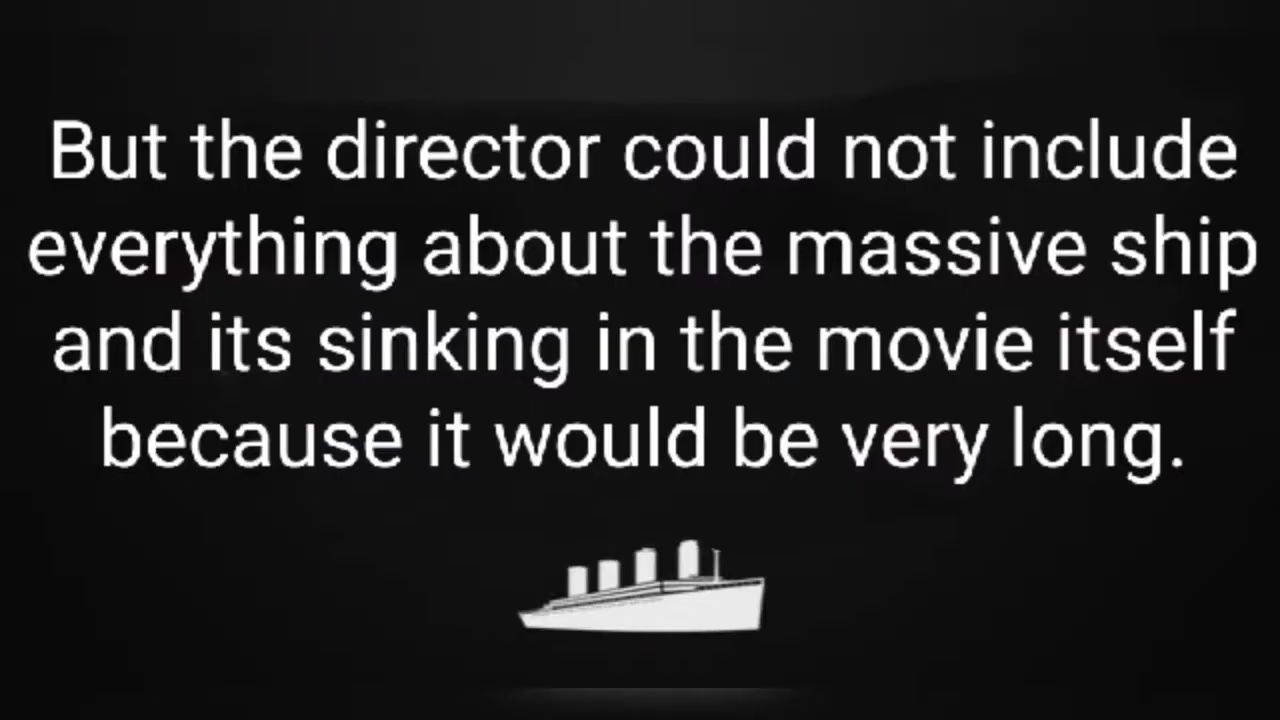 But the director could not include
everything about the massive ship
and its sinking in the movie itself
because it would be very long.